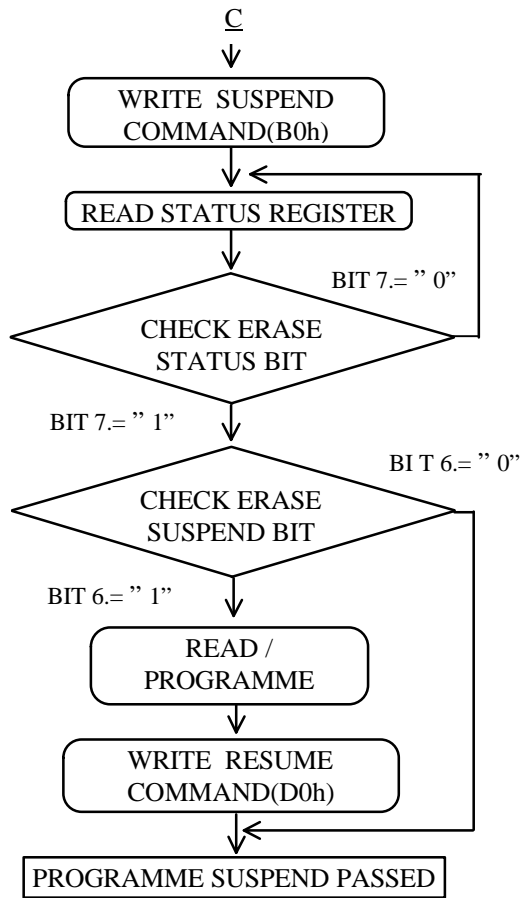 C
WRITE SUSPEND
COMMAND(B0h)
READ STATUS REGISTER
BIT 7.= ” 0”
CHECK ERASE
STATUS BIT
BIT 7.= ” 1”
BI T 6.= ” 0”
CHECK ERASE
SUSPEND BIT
BIT 6.= ” 1”
READ /
PROGRAMME
WRITE RESUME
COMMAND(D0h)
PROGRAMME SUSPEND PASSED